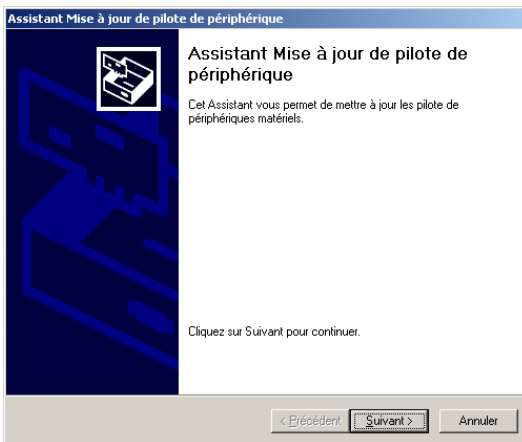 Assistant Mise à jour de pilote de périphérique
Assistant Mise à jour de pilote de
périphérique
Cet Assistant vous permet de mettre à jour les pilote de
périphériques matériels.
Cliquez sur Suivant pour continuer.
< Précédent Suivant > Annuler